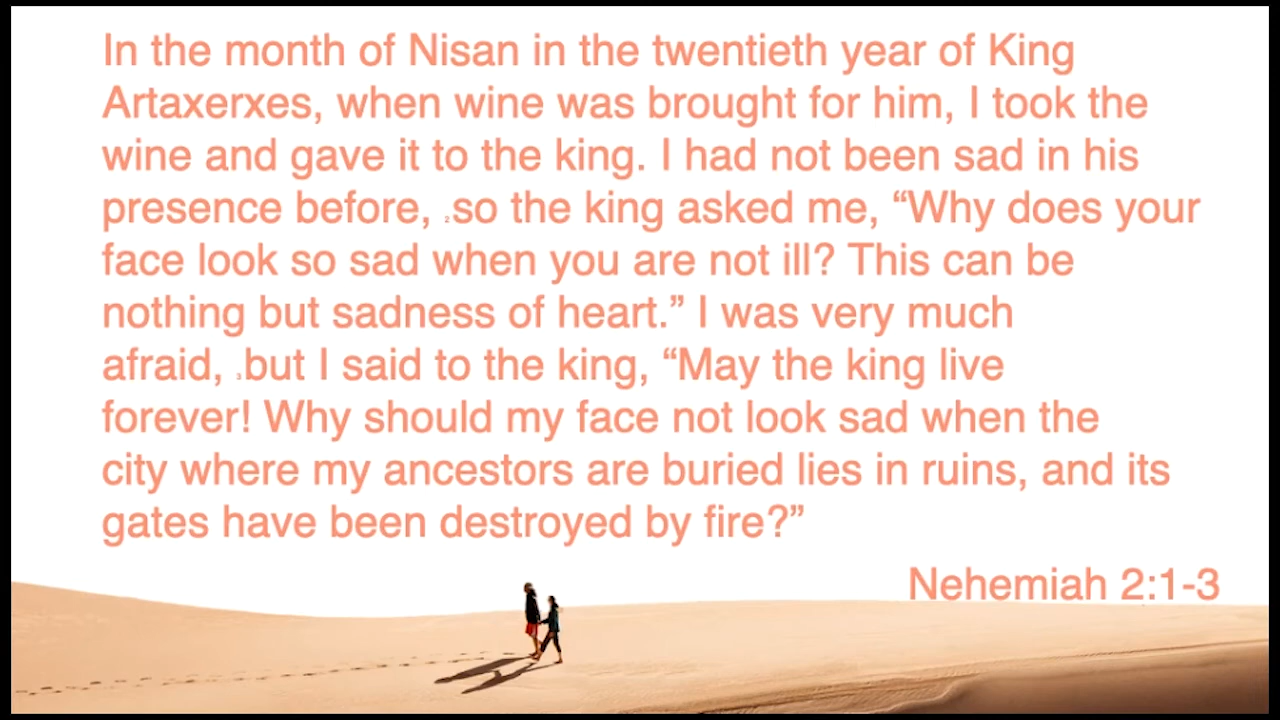 In the month of Nisan in the twentieth year of King
Artaxerxes, when wine was brought for him, I took the
wine and gave it to the king. I had not been sad in his
presence before, 2 so the king asked me, “Why does your
face look so sad when you are not ill? This can be
nothing but sadness of heart.” I was very much
afraid, 3 but I said to the king, “May the king live
forever! Why should my face not look sad when the
city where my ancestors are buried lies in ruins, and its
gates have been destroyed by fire?”
Nehemiah 2:1-3